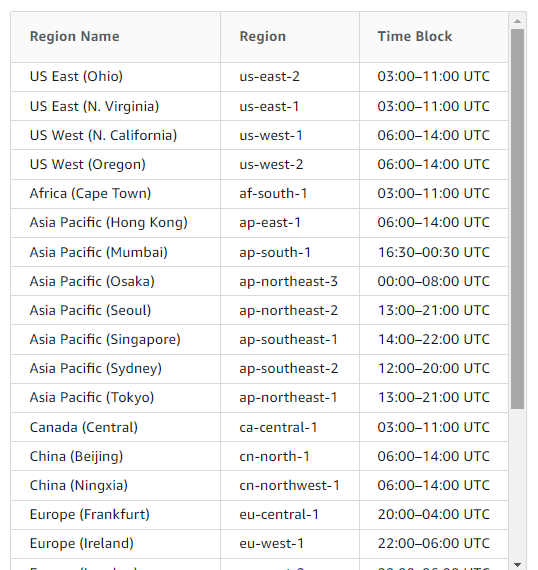 Region Name Region Time Block
US East (Ohio) us-east-2 03:00–11:00 UTC
US East (N. Virginia) us-east-1 03:00–11:00 UTC
US West (N. California) us-west-1 06:00–14:00 UTC
US West (Oregon) us-west-2 06:00–14:00 UTC
Africa (Cape Town) af-south-1 03:00–11:00 UTC
Asia Pacific (Hong Kong) ap-east-1 06:00–14:00 UTC
Asia Pacific (Mumbai) ap-south-1 16:30–00:30 UTC
Asia Pacific (Osaka) ap-northeast-3 00:00–08:00 UTC
Asia Pacific (Seoul) ap-northeast-2 13:00–21:00 UTC
Asia Pacific (Singapore) ap-southeast-1 14:00–22:00 UTC
Asia Pacific (Sydney) ap-southeast-2 12:00–20:00 UTC
Asia Pacific (Tokyo) ap-northeast-1 13:00–21:00 UTC
Canada (Central) ca-central-1 03:00–11:00 UTC
China (Beijing) cn-north-1 06:00–14:00 UTC
China (Ningxia) cn-northwest-1 06:00–14:00 UTC
Europe (Frankfurt) eu-central-1 20:00–04:00 UTC
Europe (Ireland) eu-west-1 22:00–06:00 UTC